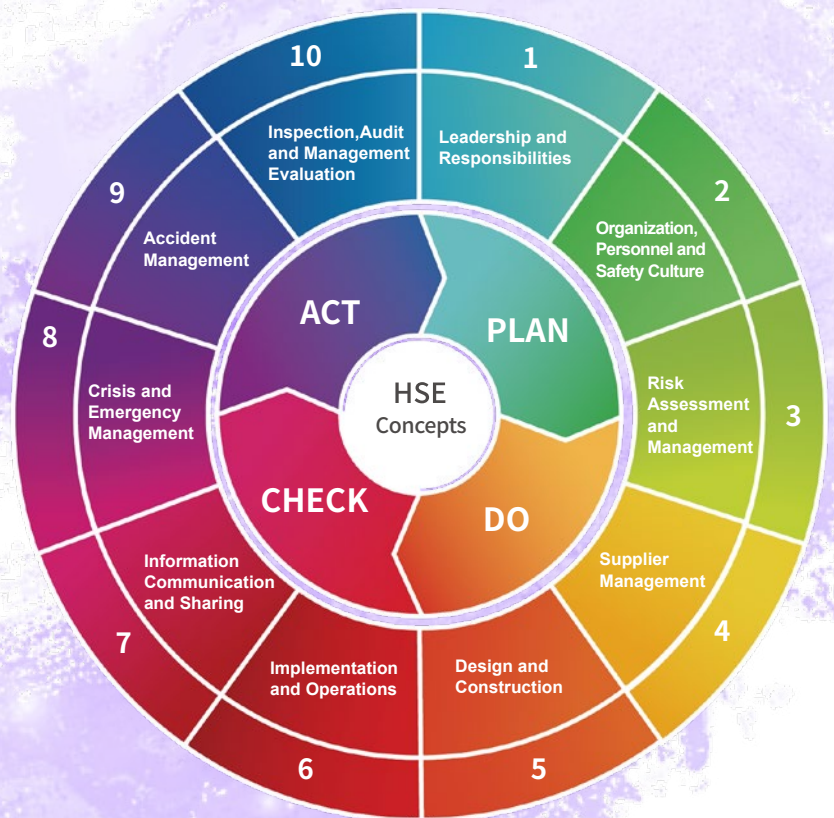 10
1
Inspection,Audit
and Management
Evaluation
Leadership and
Responsibilities
9
2
Accident
Management
Organization,
Personnel and
Safety Culture
ACT
PLAN
8
Crisis and
Emergency
Management
HSE
Concepts
Risk
Assessment
and
Management
3
CHECK
DO
Information
Communication
and Sharing
Supplier
Management
7
4
Implementation
and Operations
Design and
Construction
6
5